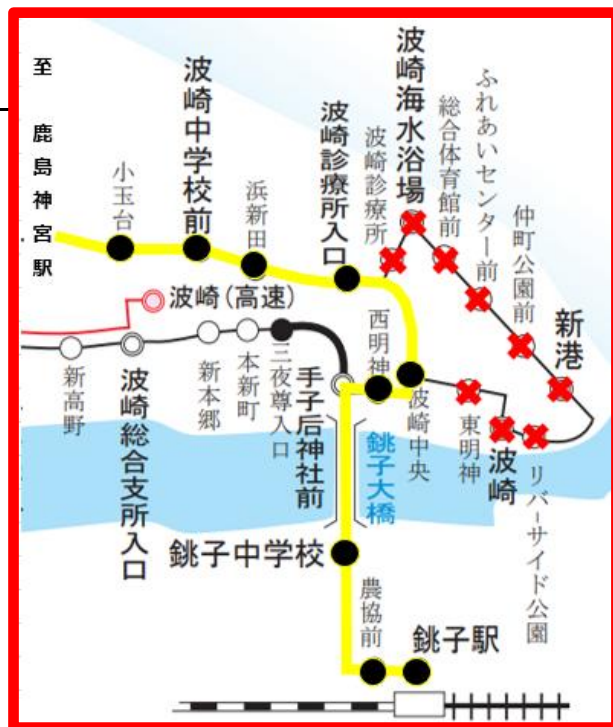 至　鹿島神宮駅
小玉台
波崎中学校前
浜新田
波崎診療所入口
波崎診療所
波崎海水浴場
総合体育館前
ふれあいセンター前
仲町公園前
新港
波崎(高速)
新高野
波崎総合支所入口
新本郷
本新町
三夜尊入口
手子后神社前
西明神
波崎中央
東明神
波崎
リバーサイド公園
銚子大橋
銚子中学校
農協前
銚子駅